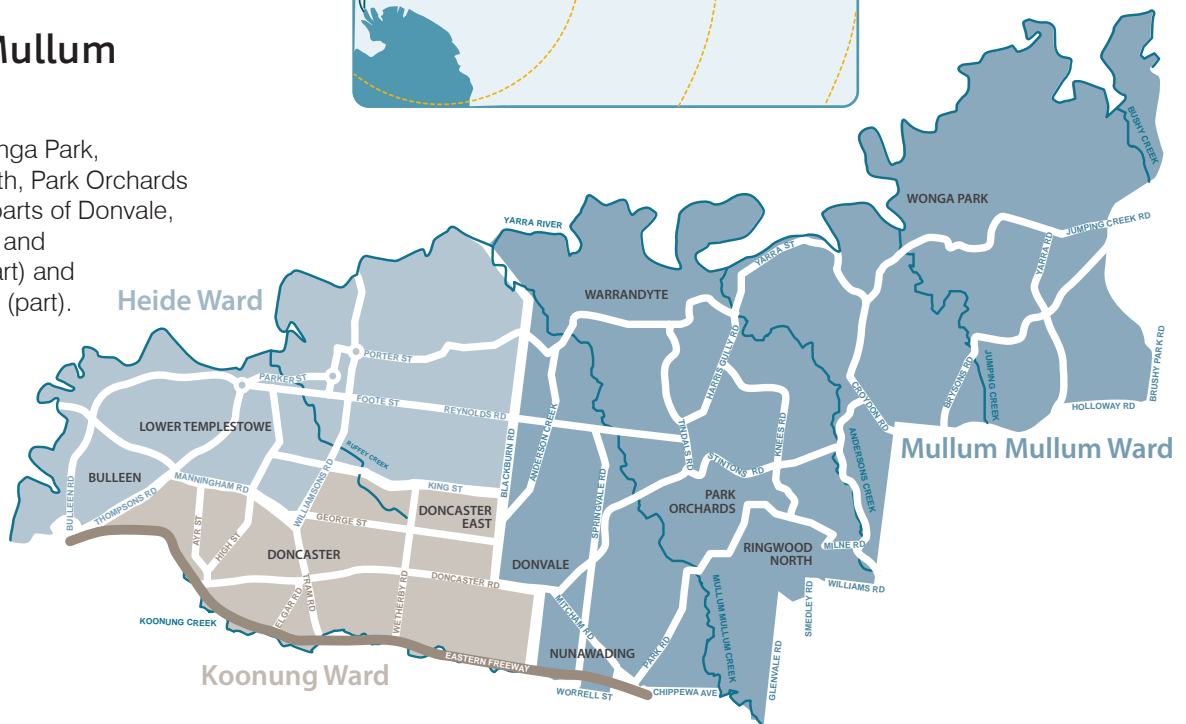 Mullum
nga Park,
th, Park Orchards
parts of Donvale,
and
art) and
(part).
BUSHY CREEK
WONGA PARK
YARRA RIVER
JUMPING CREEK RD
YARRA ST
YARRA RD
Heide Ward
WARRANDYTE
PORTER ST
HARRIS GULLY RD
BRUSHY PARK RD
PARKER ST
JUMPING CREEK
BRYSONS RD
FOOTE ST
REYNOLDS RD
CROYDON RD
HOLLOWAY RD
LOWER TEMPLESTOWE
ANDERSON CREEK
TINDALS RD
KNEES RD
ANDERSONS CREEK
Mullum Mullum Ward
RUFFEY CREEK
BLACKBURN RD
STINTONS RD
BULLEEN
MANNINGHAM RD
WILLIAMSONS RD
KING ST
SPRINGVALE RD
BULLEEN RD
THOMPSONS RD
PARK
ORCHARDS
DONCASTER
EAST
GEORGE ST
AYR ST
HIGH ST
DONCASTER
RINGWOOD
NORTH
MILNE RD
DONVALE
DONCASTER RD
WILLIAMS RD
TRAM RD
ELGAR RD
WETHERBY RD
MITCHAM RD
MULLUM MULLUM CREEK
SMEDLEY RD
KOONUNG CREEK
Koonung Ward
EASTERN FREEWAY
NUNAWADING
PARK RD
GLENVALE RD
WORRELL ST
CHIPPEWA AVE